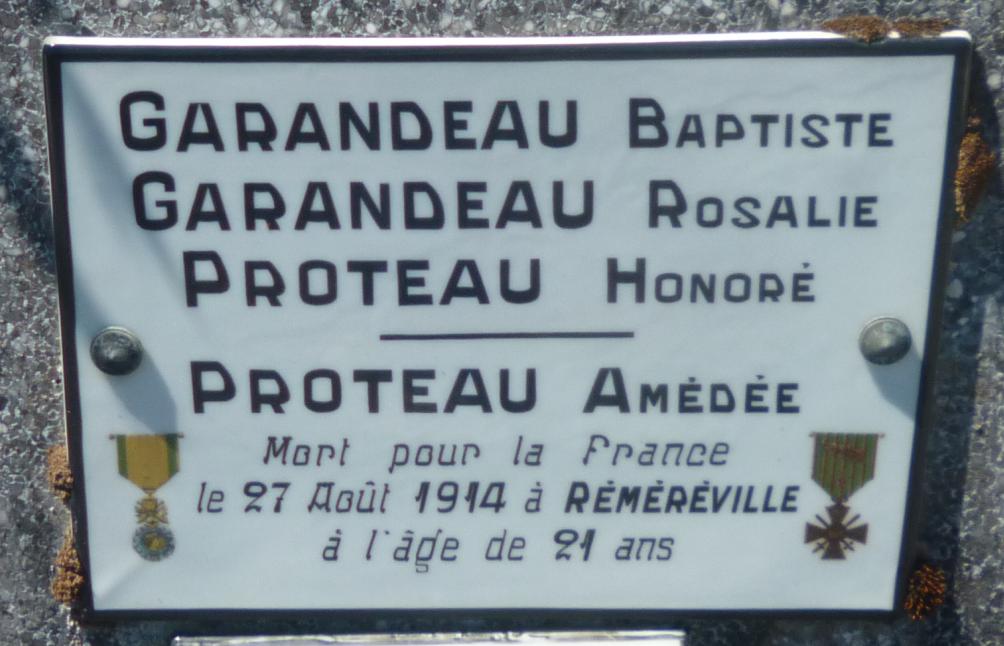 GARANDEAU BAPTISTE
GARANDEAU ROSALIE
PROTEAU HONORÉ
PROTEAU AMÉDÉE
Mort pour la France
le 27 Août 1914 à RÉMÉRÉVILLE
à l'âge de 21 ans